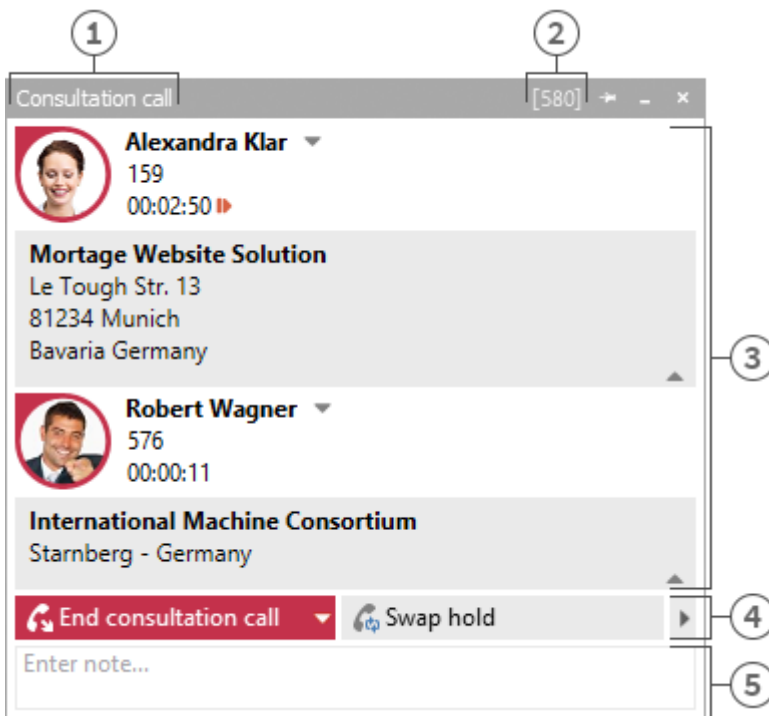 1 2
Consultation call [580]
Alexandra Klar
159
00:02:50
Mortage Website Solution
Le Tough Str. 13
81234 Munich
Bavaria Germany
3
Robert Wagner
576
00:00:11
International Machine Consortium
Starnberg - Germany
End consultation call Swap hold 4
Enter note...
5